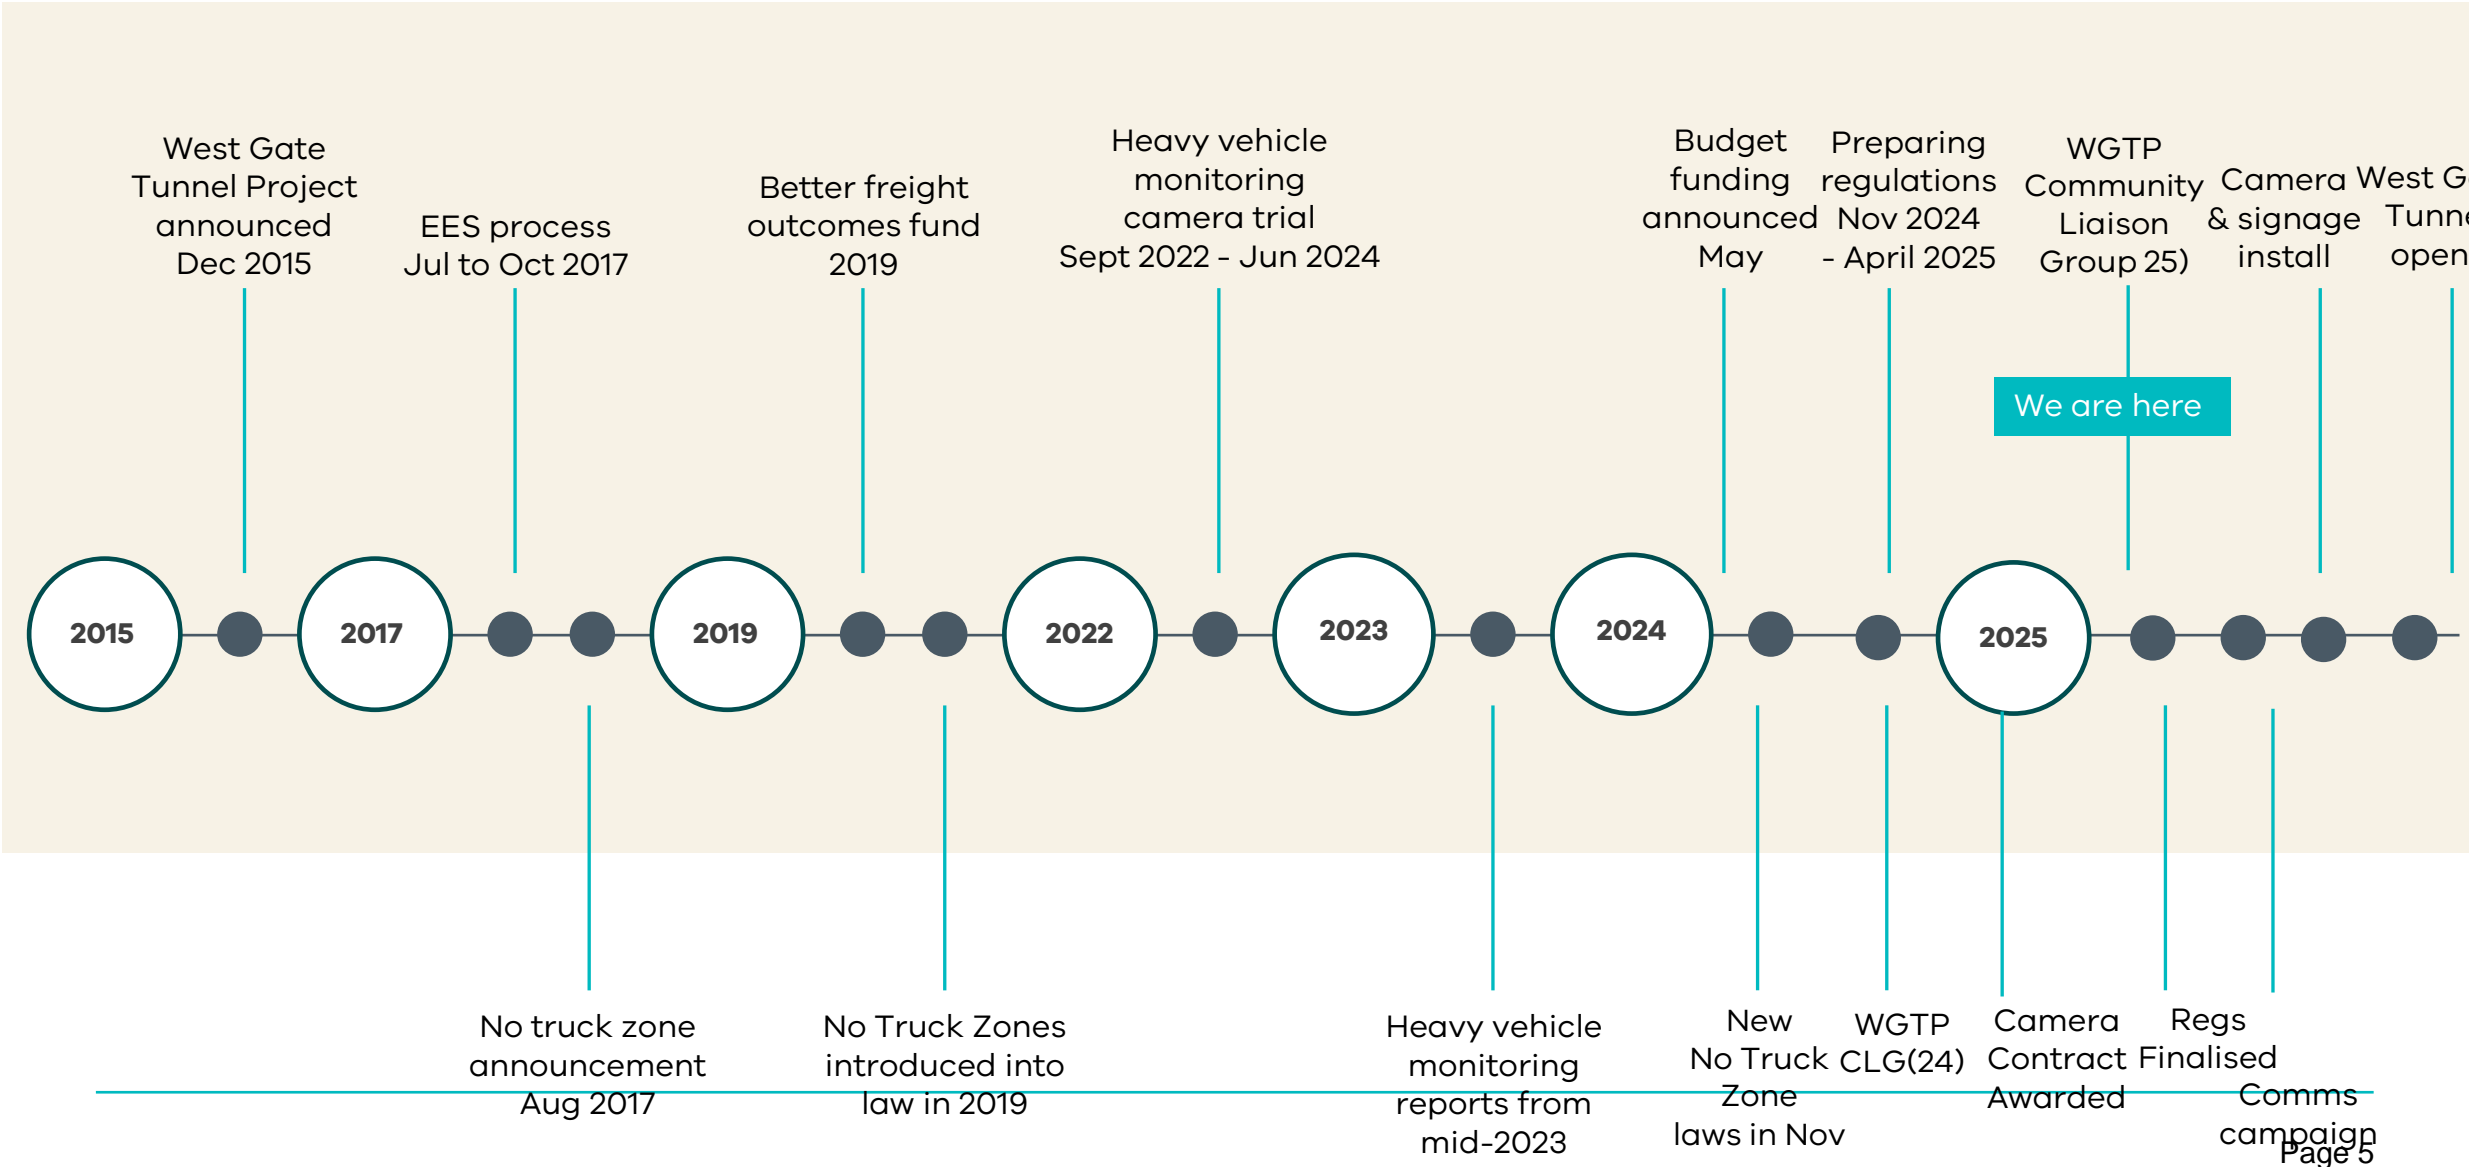 West Gate
Tunnel Project
announced
Dec 2015
EES process
Jul to Oct 2017
Better freight
outcomes fund
2019
Heavy vehicle
monitoring
camera trial
Sept 2022 - Jun 2024
Budget
funding
announced
May
Preparing
regulations
Nov 2024
- April 2025
WGTP
Community
Liaison
Group 25)
Camera
& signage
install
West G
Tunn
open
We are here
2015
2017
2019
2022
2023
2024
2025
No truck zone
announcement
Aug 2017
No Truck Zones
introduced into
law in 2019
Heavy vehicle
monitoring
reports from
mid-2023
New
No Truck
Zone
laws in Nov
WGTP
CLG(24)
Camera
Contract
Awarded
Regs
Finalised
Comms
campaign
Page 5